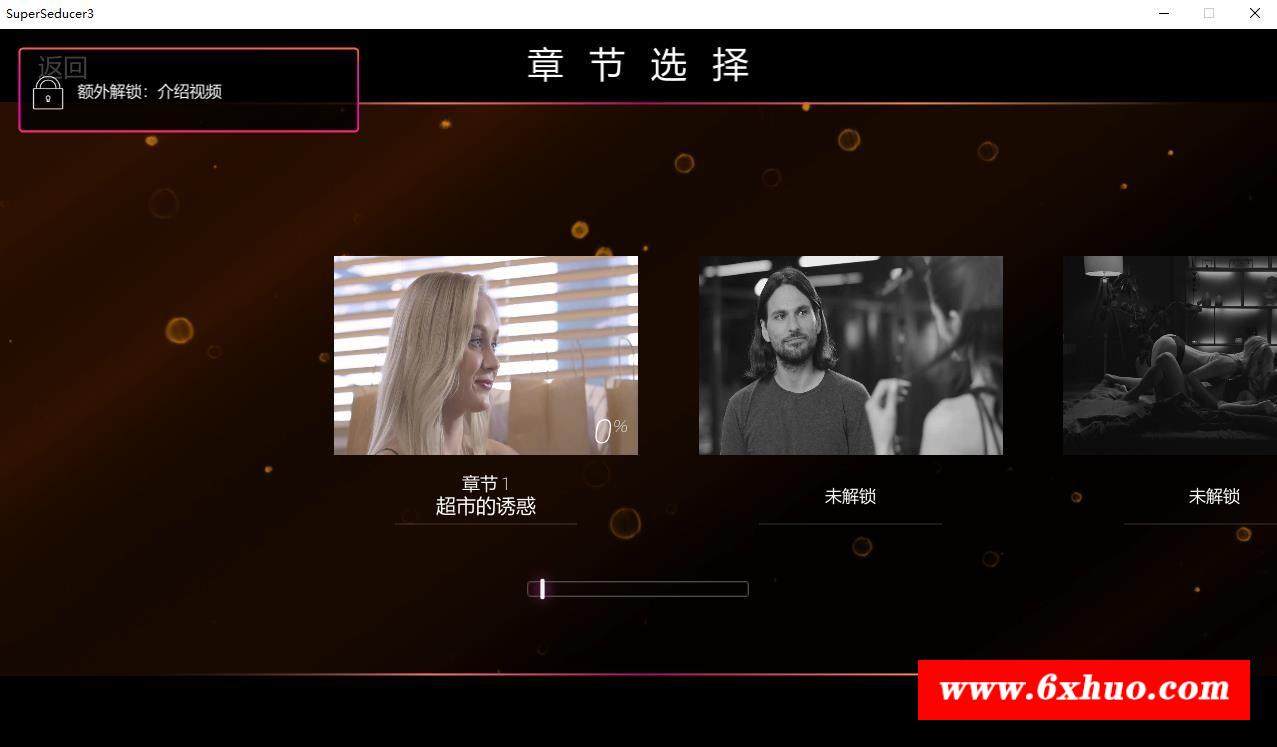 SuperSeducer3
章节选择
返回
额外解锁：介绍视频
0%
章节 1
超市的诱惑
未解锁
未解锁
www.6xhuo.com